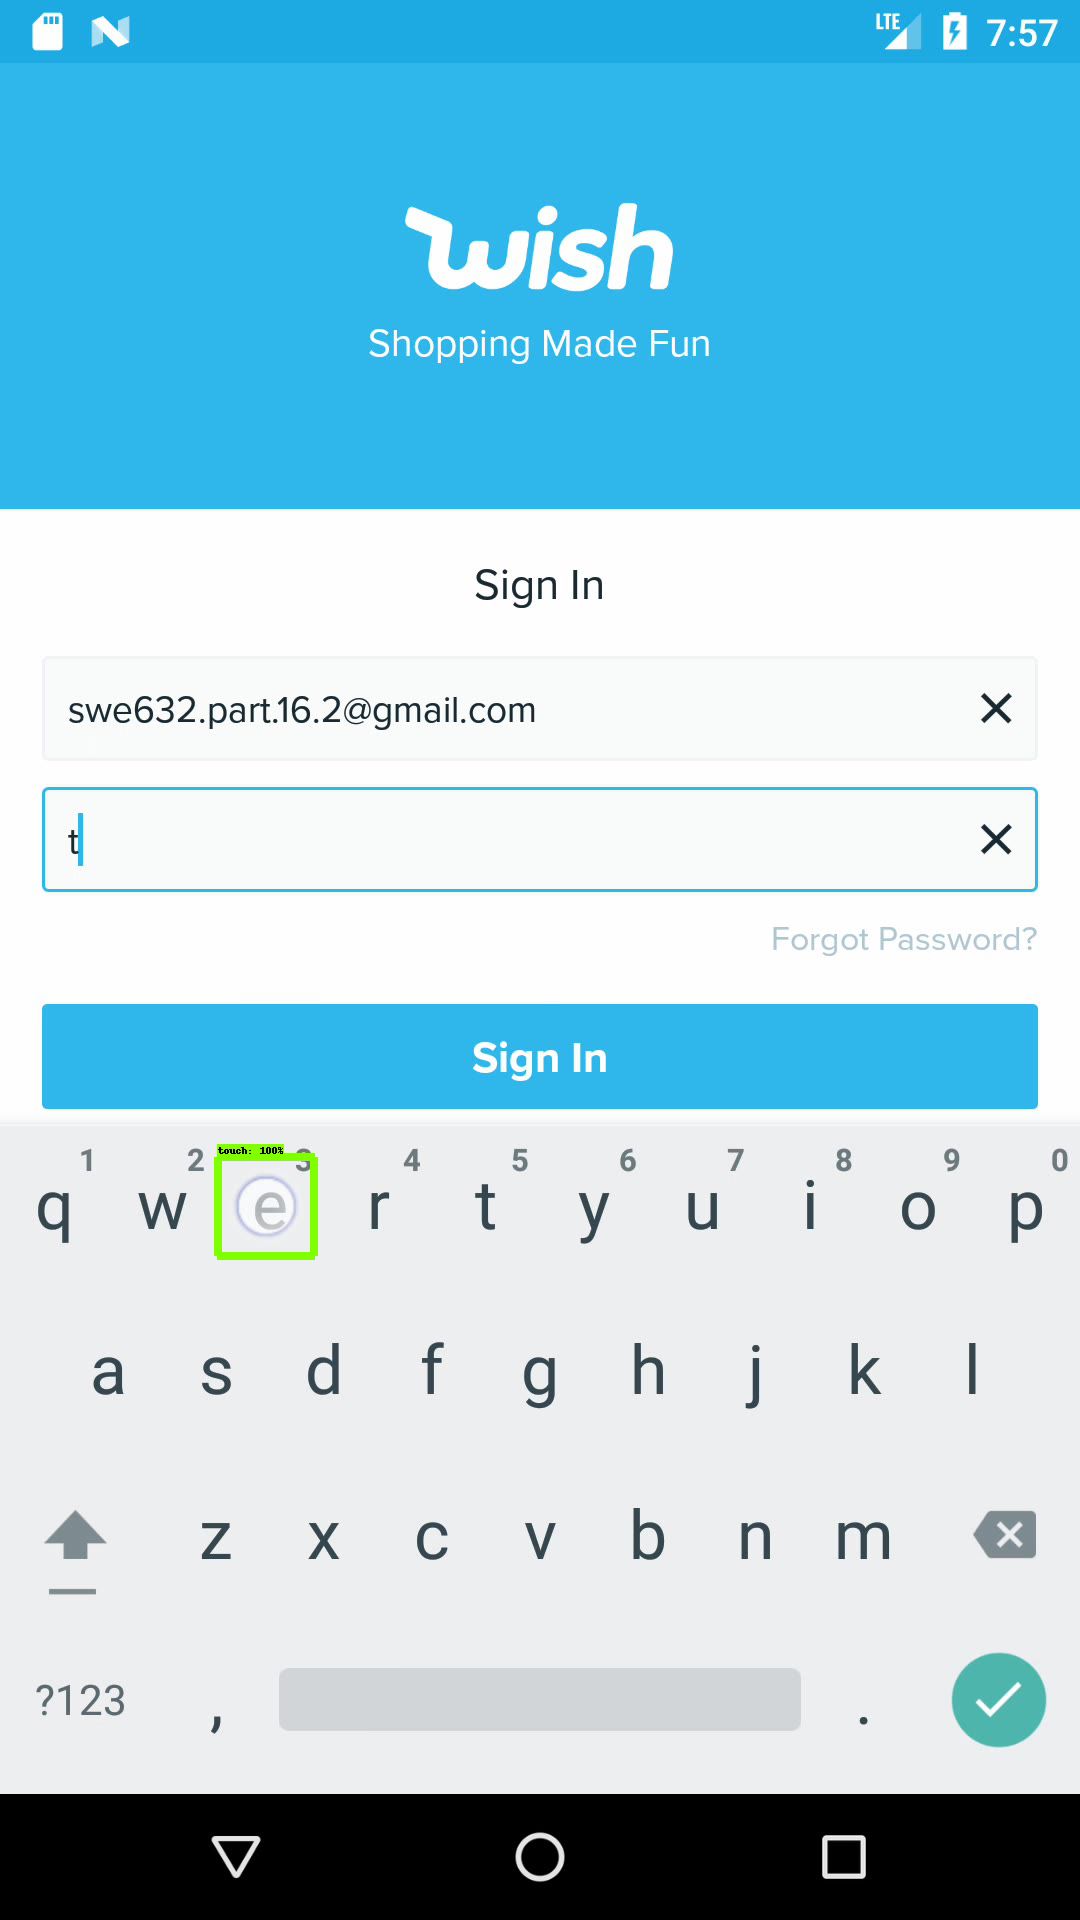 LTE 7:57
wish
Shopping Made Fun
Sign In
swe632.part.16.2@gmail.com
t
Forgot Password?
Sign In
touch: 100%
1 2 3 4 5 6 7 8 9 0
q w e r t y u i o p
a s d f g h j k l
z x c v b n m
?123 , .